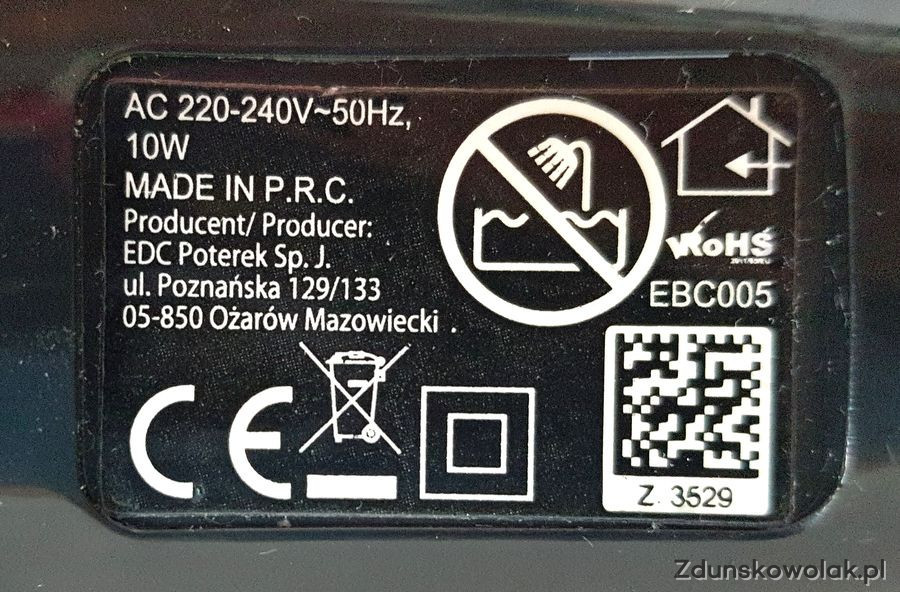 AC 220-240V~50Hz,
10W
MADE IN P.R.C.
Producent/ Producer:
EDC Poterek Sp. J.
ul. Poznańska 129/133
05-850 Ożarów Mazowiecki .
RoHS
EBC005
CE
Z. 3529
Zdunskowolak.pl